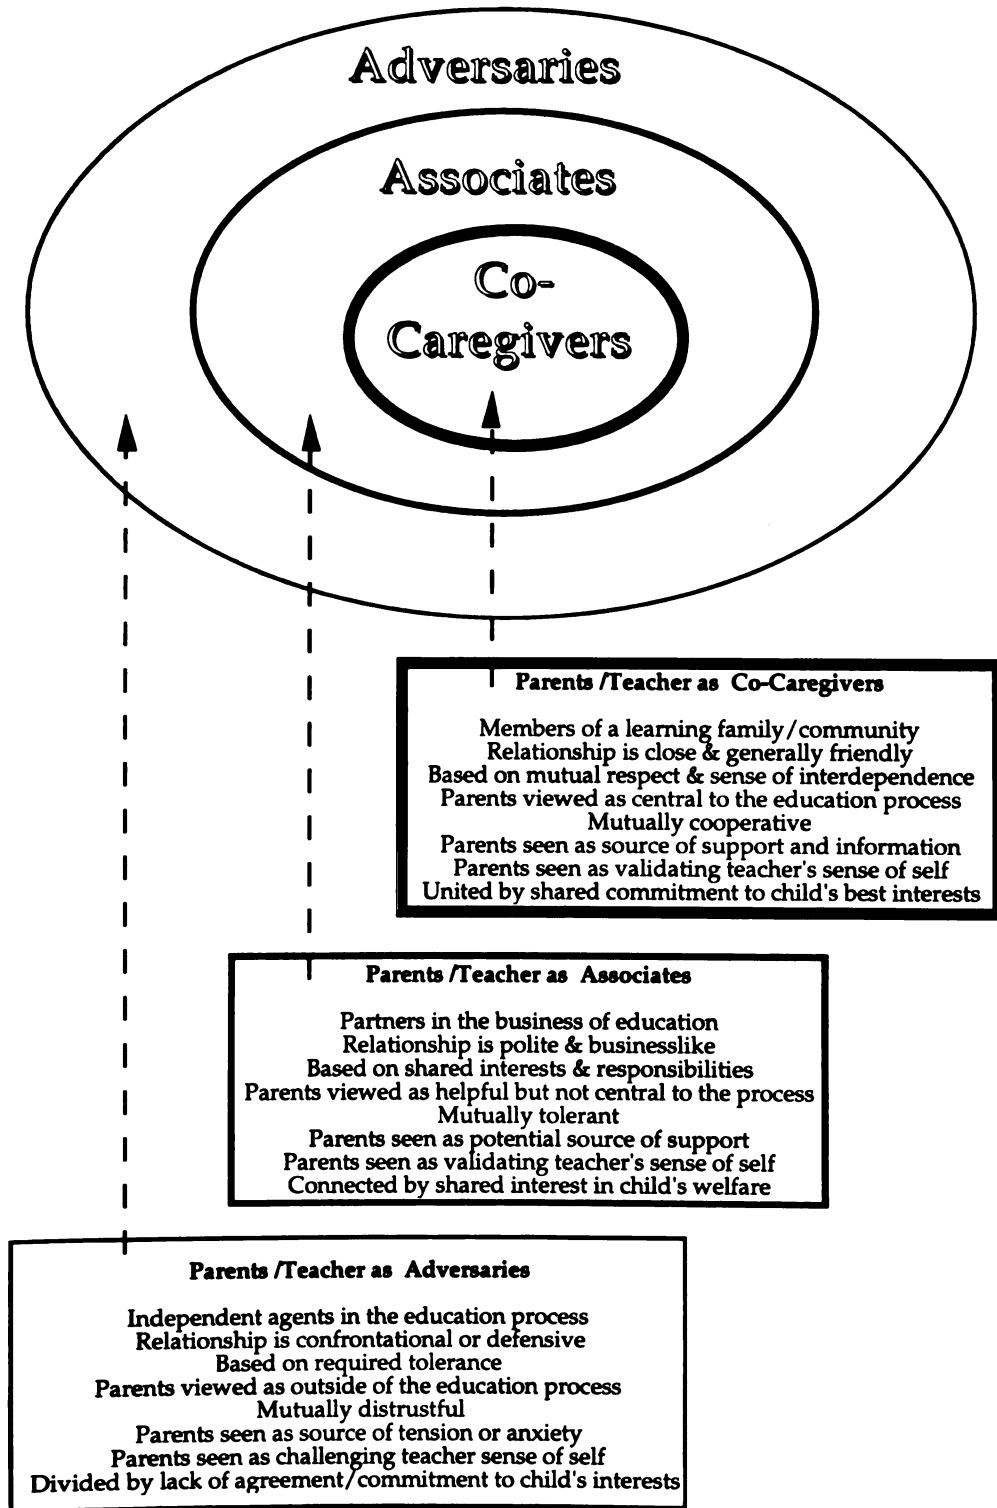 Adversaries
Associates
Co-
Caregivers
Parents /Teacher as Co-Caregivers
Members of a learning family/community
Relationship is close & generally friendly
Based on mutual respect & sense of interdependence
Parents viewed as central to the education process
Mutually cooperative
Parents seen as source of support and information
Parents seen as validating teacher's sense of self
United by shared commitment to child's best interests
Parents /Teacher as Associates
Partners in the business of education
Relationship is polite & businesslike
Based on shared interests & responsibilities
Parents viewed as helpful but not central to the process
Mutually tolerant
Parents seen as potential source of support
Parents seen as validating teacher's sense of self
Connected by shared interest in child's welfare
Parents /Teacher as Adversaries
Independent agents in the education process
Relationship is confrontational or defensive
Based on required tolerance
Parents viewed as outside of the education process
Mutually distrustful
Parents seen as source of tension or anxiety
Parents seen as challenging teacher sense of self
Divided by lack of agreement/commitment to child's interests